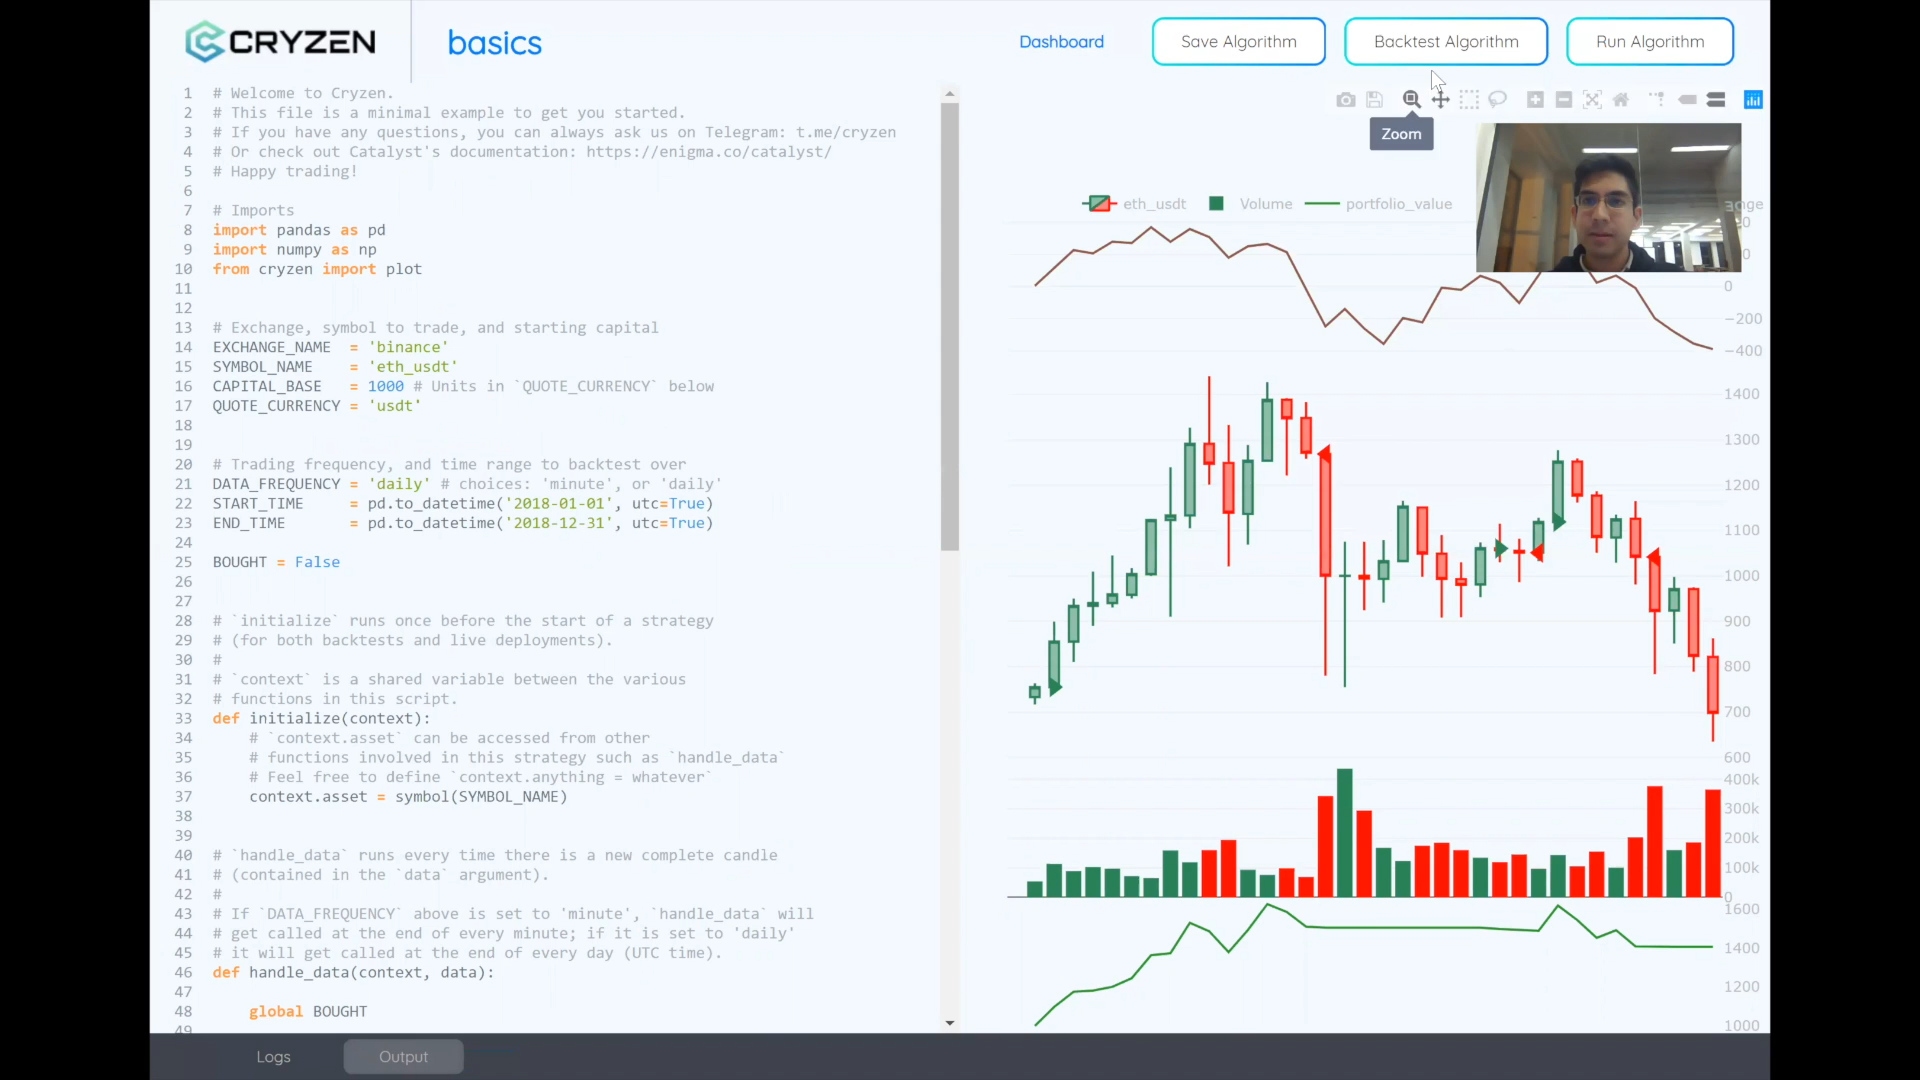 CRYZEN
basics
Dashboard
Save Algorithm
Backtest Algorithm
Run Algorithm
Zoom
1 # Welcome to Cryzen.
2 # This file is a minimal example to get you started.
3 # If you have any questions, you can always ask us on Telegram: t.me/cryzen
4 # Or check out Catalyst's documentation: https://enigma.co/catalyst/
5 # Happy trading!
6
7 # Imports
8 import pandas as pd
9 import numpy as np
10 from cryzen import plot
11
12
13 # Exchange, symbol to trade, and starting capital
14 EXCHANGE_NAME = 'binance'
15 SYMBOL_NAME = 'eth_usdt'
16 CAPITAL_BASE = 1000 # Units in `QUOTE_CURRENCY` below
17 QUOTE_CURRENCY = 'usdt'
18
19
20 # Trading frequency, and time range to backtest over
21 DATA_FREQUENCY = 'daily' # choices: 'minute', or 'daily'
22 START_TIME = pd.to_datetime('2018-01-01', utc=True)
23 END_TIME = pd.to_datetime('2018-12-31', utc=True)
24
25 BOUGHT = False
26
27
28 # `initialize` runs once before the start of a strategy
29 # (for both backtests and live deployments).
30 #
31 # `context` is a shared variable between the various
32 # functions in this script.
33 def initialize(context):
34 # `context.asset` can be accessed from other
35 # functions involved in this strategy such as `handle_data`
36 # Feel free to define `context.anything = whatever`
37 context.asset = symbol(SYMBOL_NAME)
38
39
40 # `handle_data` runs every time there is a new complete candle
41 # (contained in the `data` argument).
42 #
43 # If `DATA_FREQUENCY` above is set to 'minute', `handle_data` will
44 # get called at the end of every minute; if it is set to 'daily'
45 # it will get called at the end of every day (UTC time).
46 def handle_data(context, data):
47
48 global BOUGHT
49
eth_usdt
Volume
portfolio_value
0
−200
−400
1400
1300
1200
1100
1000
900
800
700
600
400k
300k
200k
100k
0
1600
1400
1200
1000
Logs
Output